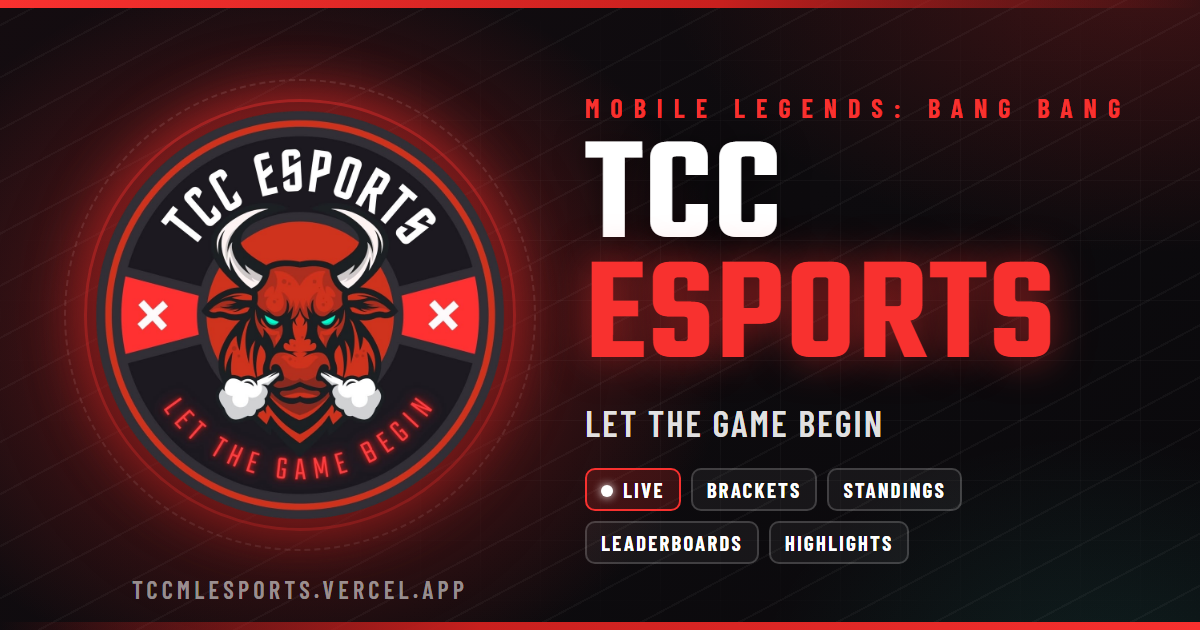 TCC ESPORTS
LET THE GAME BEGIN
TCCMLESPORTS.VERCEL.APP
MOBILE LEGENDS: BANG BANG
TCC
ESPORTS
LET THE GAME BEGIN
LIVE BRACKETS STANDINGS
LEADERBOARDS HIGHLIGHTS